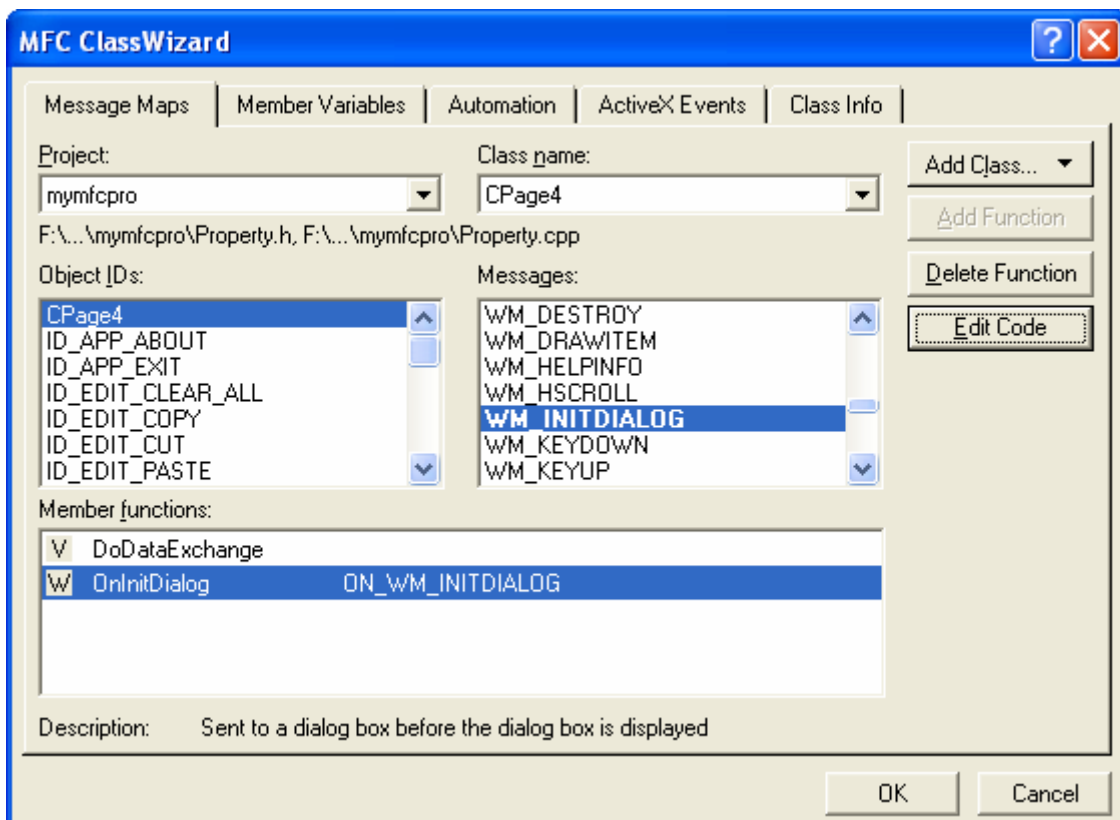 MFC ClassWizard
Message Maps Member Variables Automation ActiveX Events Class Info
Project: Class name:
mymfcpro CPage4
F:\...\mymfcpro\Property.h, F:\...\mymfcpro\Property.cpp
Object IDs: Messages:
CPage4
ID_APP_ABOUT
ID_APP_EXIT
ID_EDIT_CLEAR_ALL
ID_EDIT_COPY
ID_EDIT_CUT
ID_EDIT_PASTE
WM_DESTROY
WM_DRAWITEM
WM_HELPINFO
WM_HSCROLL
WM_INITDIALOG
WM_KEYDOWN
WM_KEYUP
Add Class...
Add Function
Delete Function
Edit Code
Member functions:
V DoDataExchange
W OnInitDialog ON_WM_INITDIALOG
Description: Sent to a dialog box before the dialog box is displayed
OK Cancel